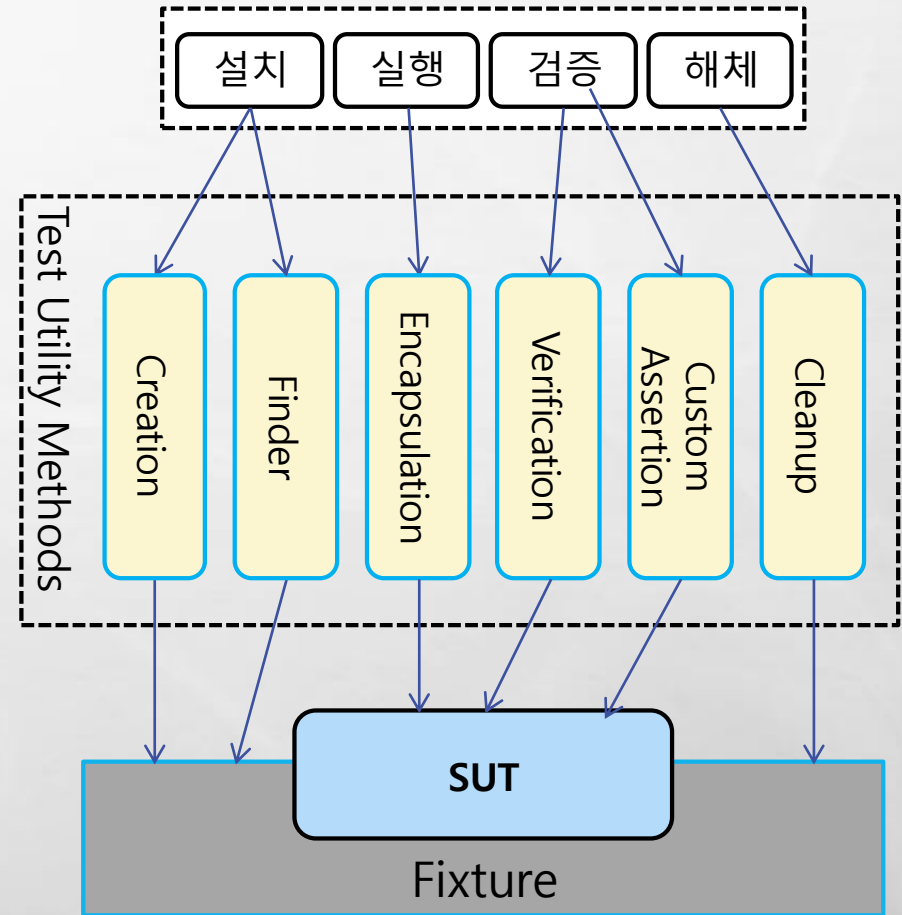 설치
실행
검증
해체
Test Utility Methods
Creation
Finder
Encapsulation
Verification
Custom
Assertion
Cleanup
SUT
Fixture